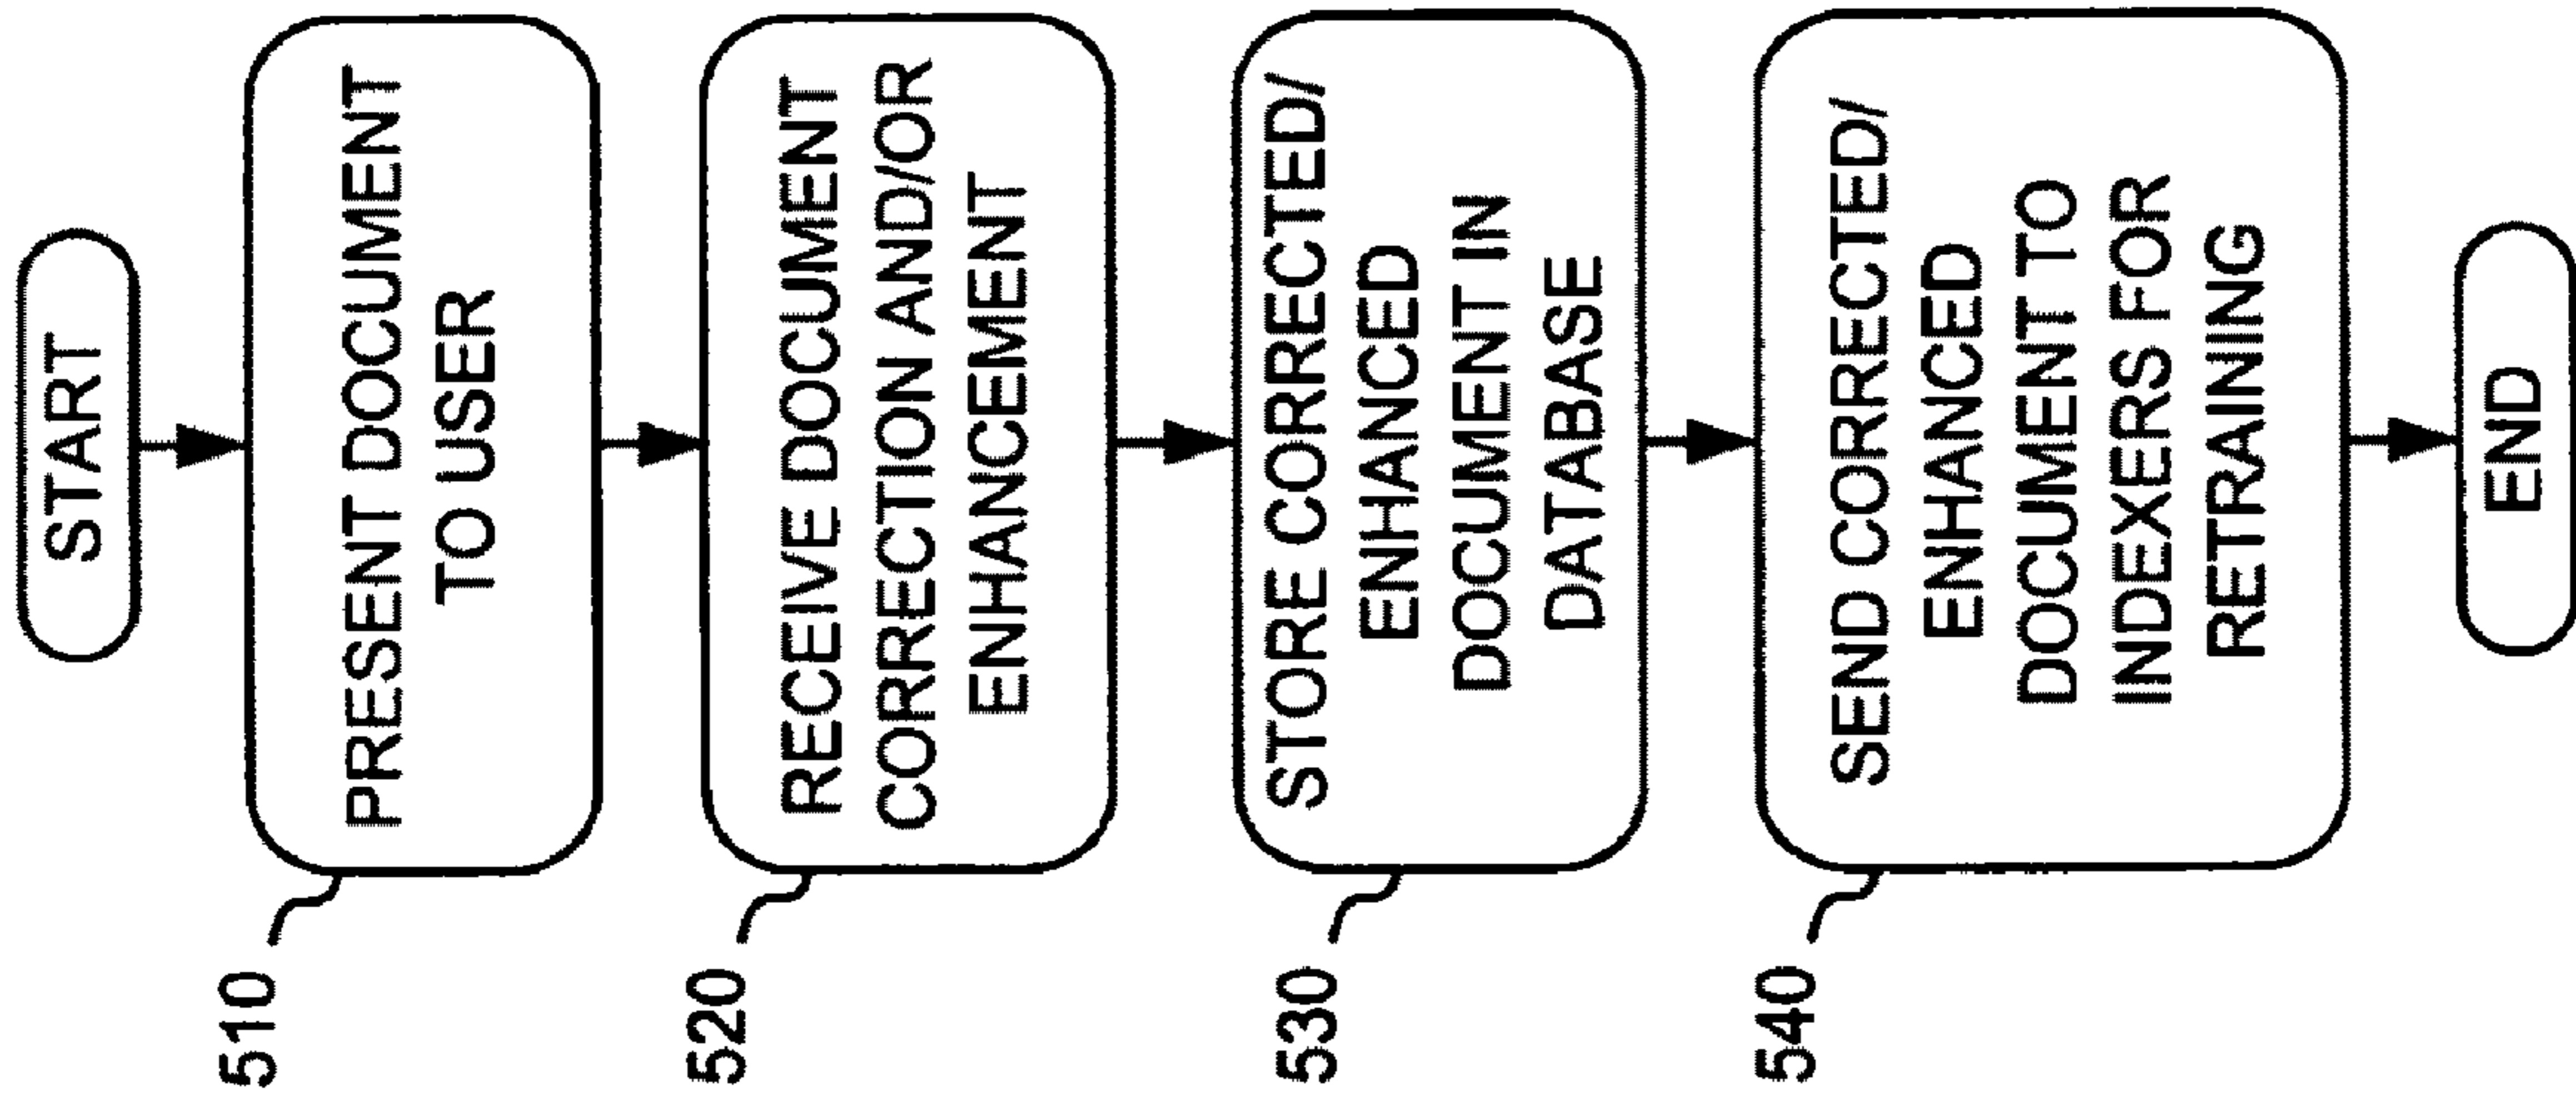 START
510
PRESENT DOCUMENT
TO USER
520
RECEIVE DOCUMENT
CORRECTION AND/OR
ENHANCEMENT
530
STORE CORRECTED/
ENHANCED
DOCUMENT IN
DATABASE
540
SEND CORRECTED/
ENHANCED
DOCUMENT TO
INDEXERS FOR
RETRAINING
END